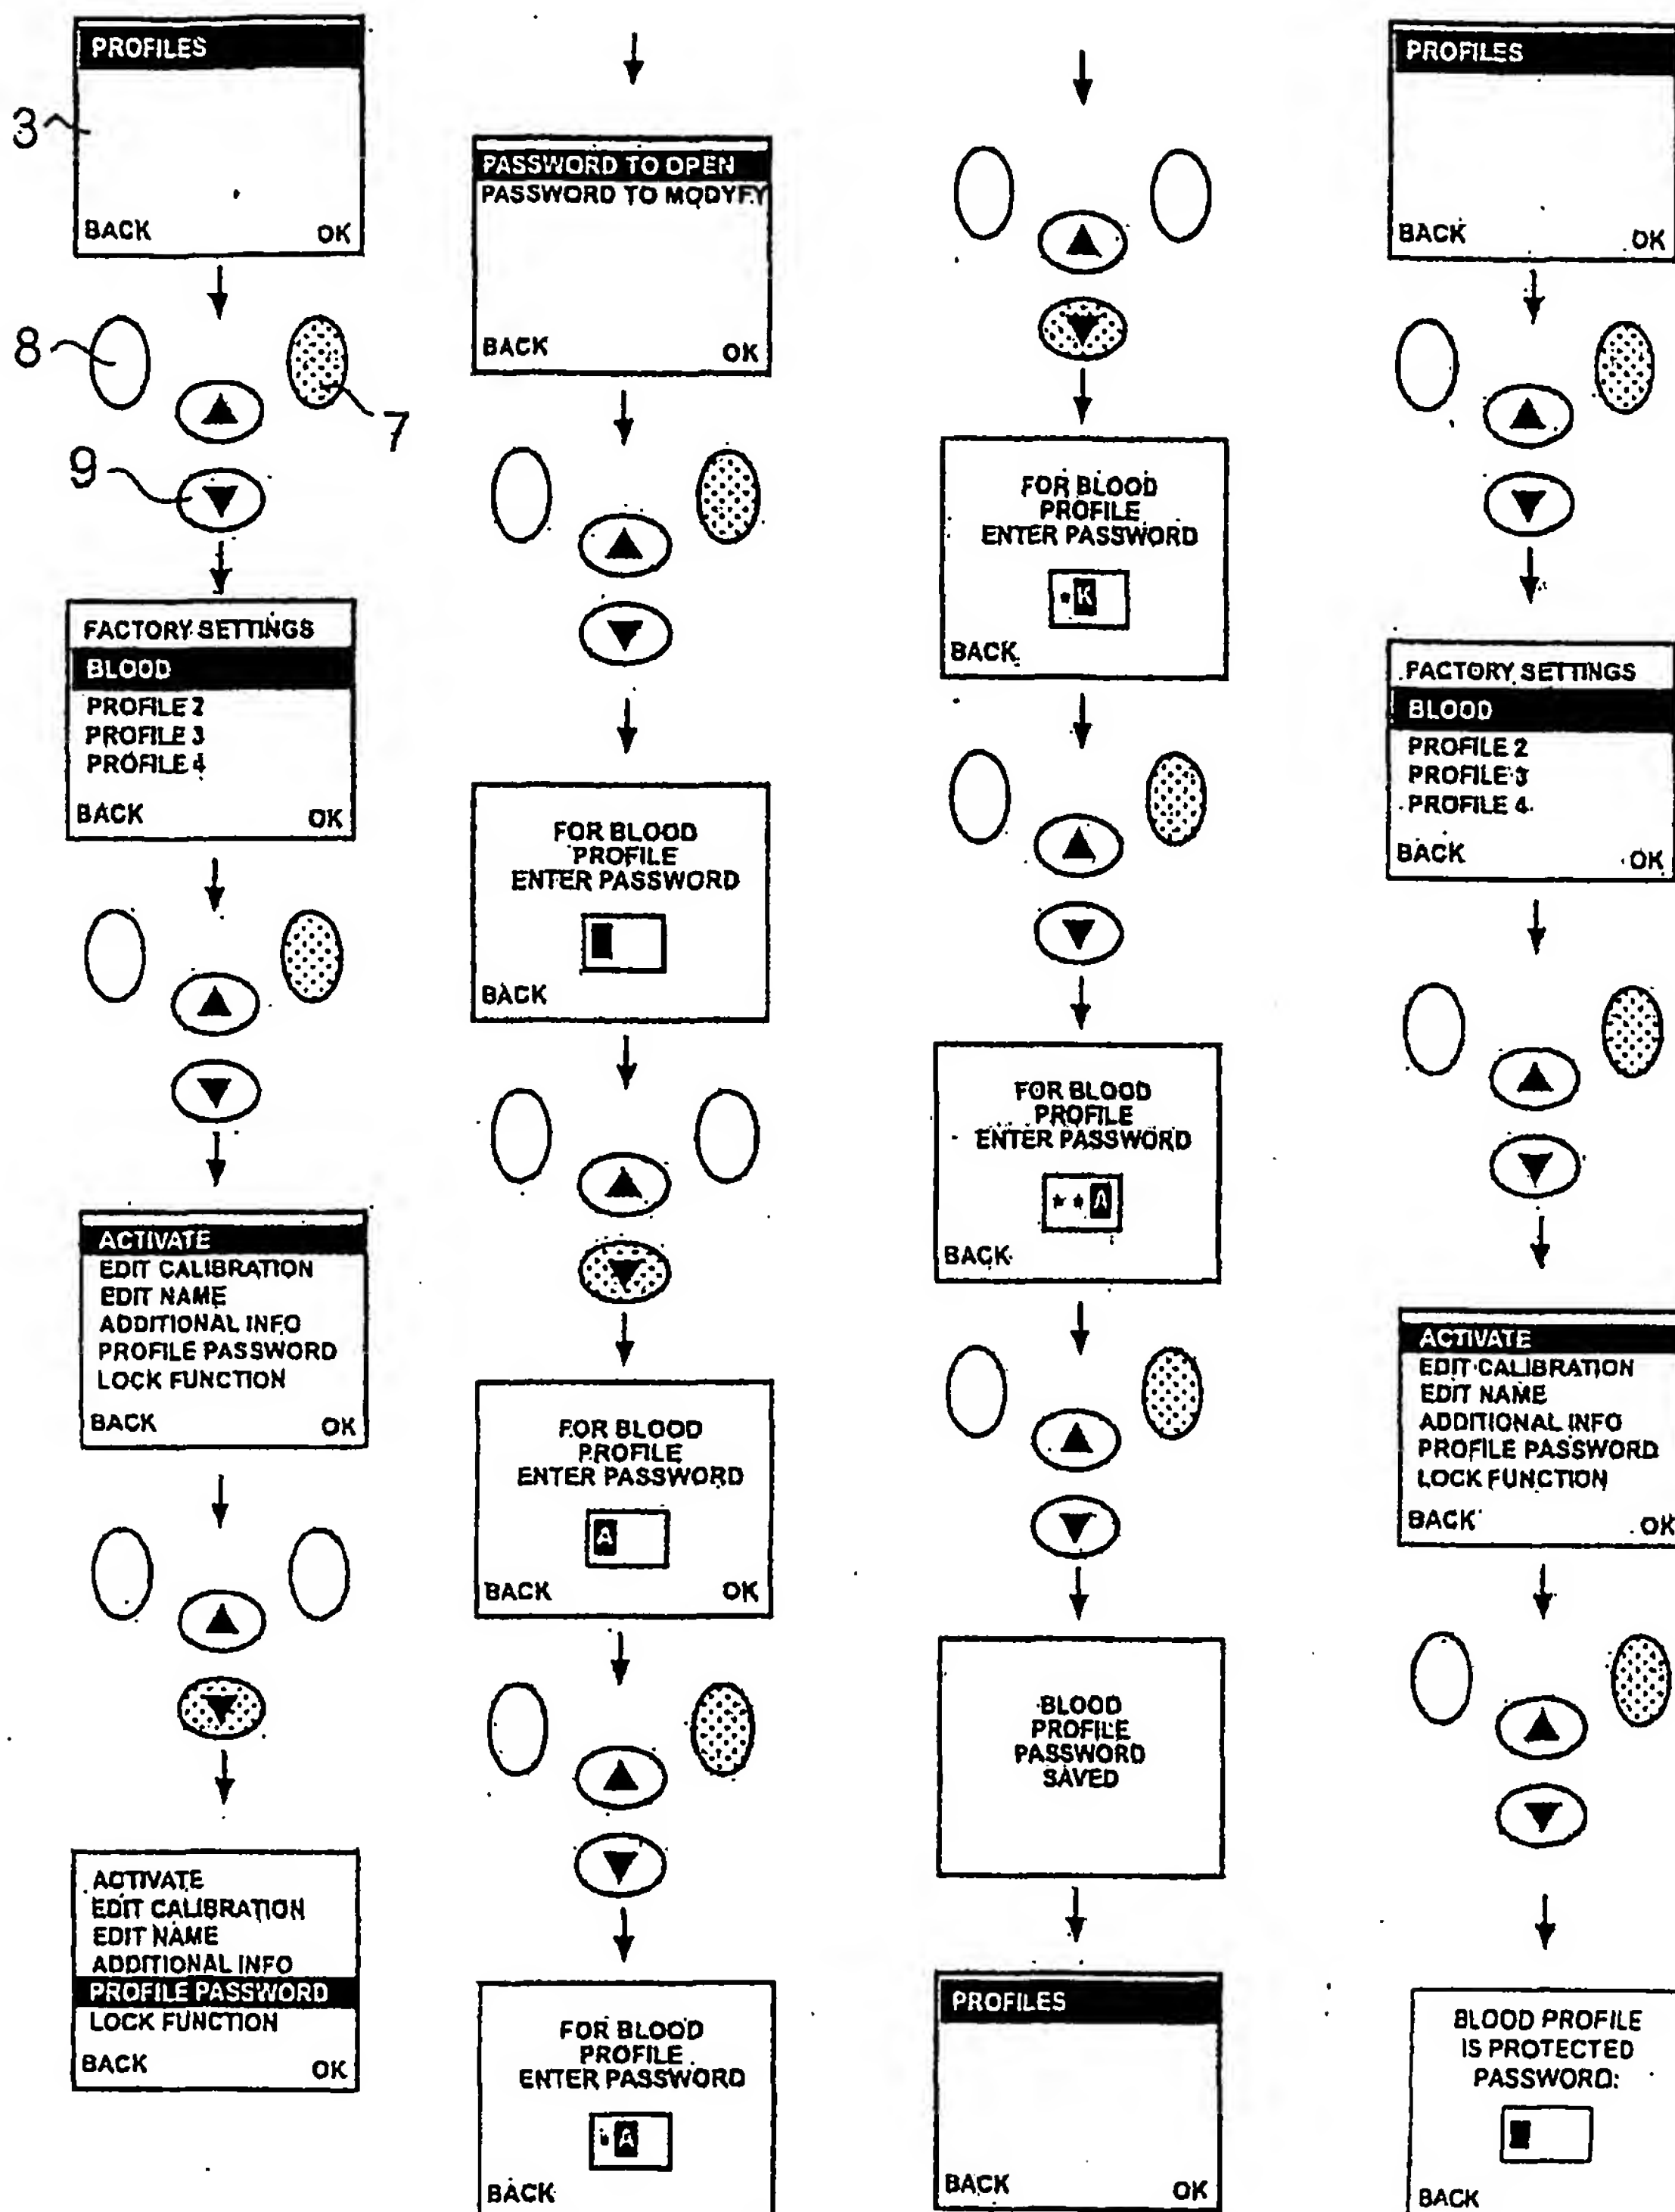 PROFILES
3
BACK OK
8
7
9
FACTORY SETTINGS
BLOOD
PROFILE 2
PROFILE 3
PROFILE 4
BACK OK
ACTIVATE
EDIT CALIBRATION
EDIT NAME
ADDITIONAL INFO
PROFILE PASSWORD
LOCK FUNCTION
BACK OK
ACTIVATE
EDIT CALIBRATION
EDIT NAME
ADDITIONAL INFO
PROFILE PASSWORD
LOCK FUNCTION
BACK OK
PASSWORD TO OPEN
PASSWORD TO MODYFY
BACK OK
FOR BLOOD
PROFILE
ENTER PASSWORD
BACK
FOR BLOOD
PROFILE
ENTER PASSWORD
A
BACK OK
FOR BLOOD
PROFILE
ENTER PASSWORD
*A
BACK
FOR BLOOD
PROFILE
ENTER PASSWORD
*K
BACK
FOR BLOOD
PROFILE
ENTER PASSWORD
**A
BACK
BLOOD
PROFILE
PASSWORD
SAVED
PROFILES
BACK OK
PROFILES
BACK OK
FACTORY SETTINGS
BLOOD
PROFILE 2
PROFILE 3
PROFILE 4
BACK OK
ACTIVATE
EDIT CALIBRATION
EDIT NAME
ADDITIONAL INFO
PROFILE PASSWORD
LOCK FUNCTION
BACK OK
BLOOD PROFILE
IS PROTECTED
PASSWORD:
BACK